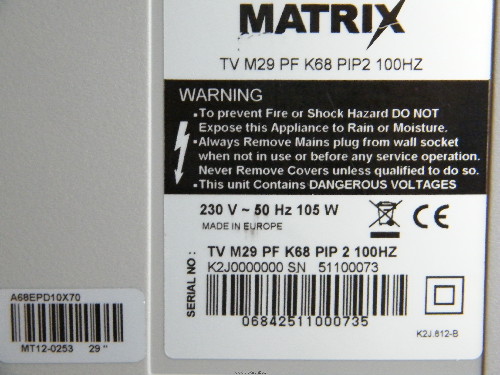 MATRIX
TV M29 PF K68 PIP2 100HZ
WARNING
To prevent Fire or Shock Hazard DO NOT
Expose this Appliance to Rain or Moisture.
Always Remove Mains plug from wall socket
when not in use or before any service operation.
Never Remove Covers unless qualified to do so.
This unit Contains DANGEROUS VOLTAGES
230 V ~ 50 Hz 105 W
MADE IN EUROPE
CE
SERIAL NO :
TV M29 PF K68 PIP 2 100HZ
K2J0000000 SN 51100073
06842511000735
K2J.812-B
A68EPD10X70
MT12-0253 29 "